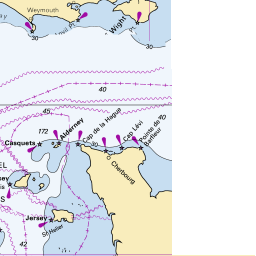 Weymouth
Wight
30
30
40
45
40
172
Alderney
Cap de la Hague
Cap Lévi
Pointe de
Barfleur
Casquets
30
Cherbourg
EL
Jersey
St Helier
42